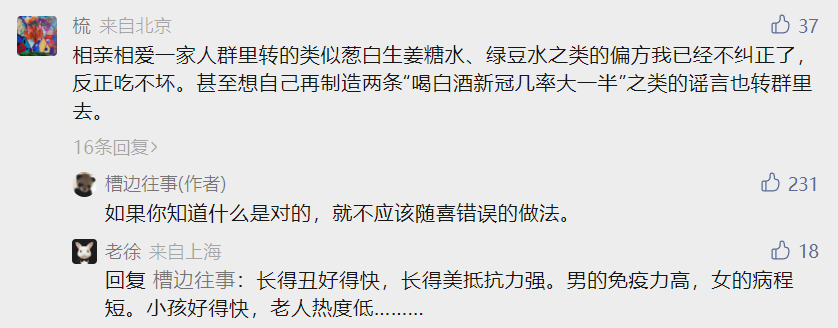 梳 来自北京 37
相亲相爱一家人群里转的类似葱白生姜糖水、绿豆水之类的偏方我已经不纠正了，
反正吃不坏。甚至想自己再制造两条“喝白酒新冠几率大一半”之类的谣言也转群里
去。
16条回复>
槽边往事(作者) 231
如果你知道什么是对的，就不应该随喜错误的做法。
老徐 来自上海 18
回复 槽边往事：长得丑好得快，长得美抵抗力强。男的免疫力高，女的病程
短。小孩好得快，老人热度低………